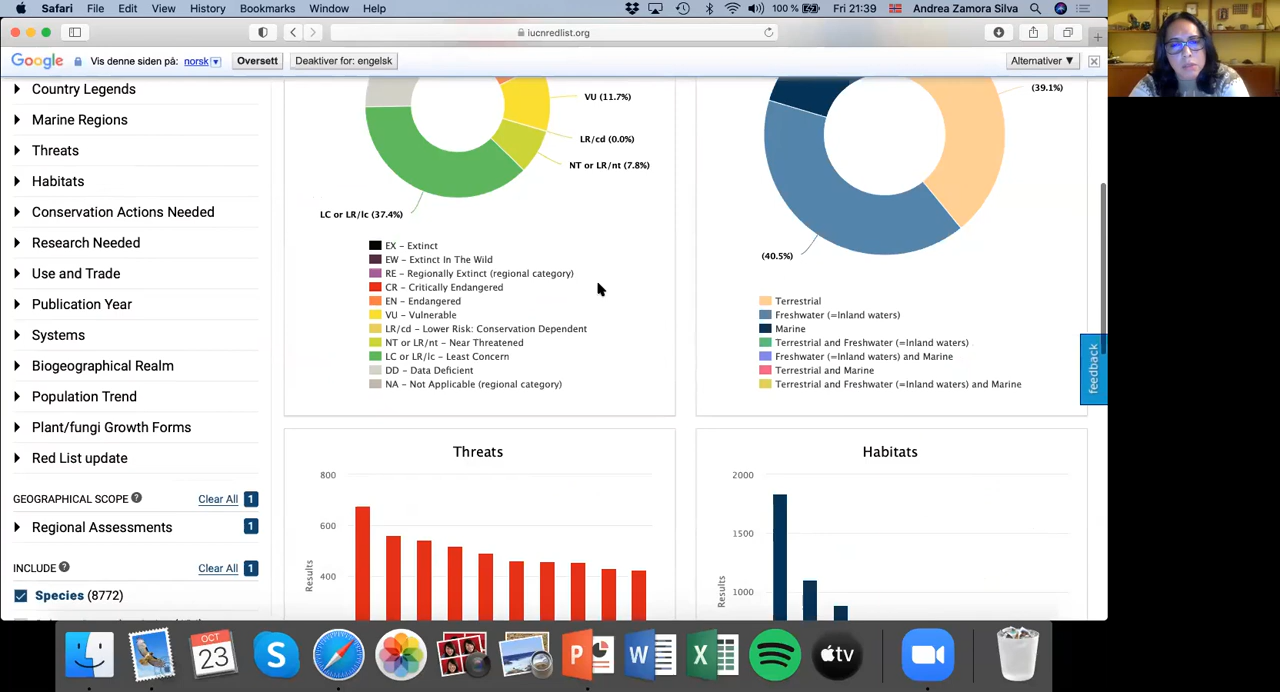 Safari File Edit View History Bookmarks Window Help 100 % Fri 21:39 Andrea Zamora Silva
iucnredlist.org
Google Vis denne siden på: norsk Oversett Deaktiver for: engelsk Alternativer ▼
Country Legends
Marine Regions
Threats
Habitats
Conservation Actions Needed
Research Needed
Use and Trade
Publication Year
Systems
Biogeographical Realm
Population Trend
Plant/fungi Growth Forms
Red List update
GEOGRAPHICAL SCOPE ? Clear All 1
Regional Assessments 1
INCLUDE ? Clear All 1
Species (8772)
VU (11.7%)
LR/cd (0.0%)
NT or LR/nt (7.8%)
LC or LR/lc (37.4%)
EX – Extinct
EW – Extinct In The Wild
RE – Regionally Extinct (regional category)
CR – Critically Endangered
EN – Endangered
VU – Vulnerable
LR/cd – Lower Risk: Conservation Dependent
NT or LR/nt – Near Threatened
LC or LR/lc – Least Concern
DD – Data Deficient
NA – Not Applicable (regional category)
(39.1%)
(40.5%)
Terrestrial
Freshwater (=Inland waters)
Marine
Terrestrial and Freshwater (=Inland waters)
Freshwater (=Inland waters) and Marine
Terrestrial and Marine
Terrestrial and Freshwater (=Inland waters) and Marine
feedback
Threats
800
600
400
Results
Habitats
2000
1500
1000
Results
OCT
23
S
P
W
X
tv